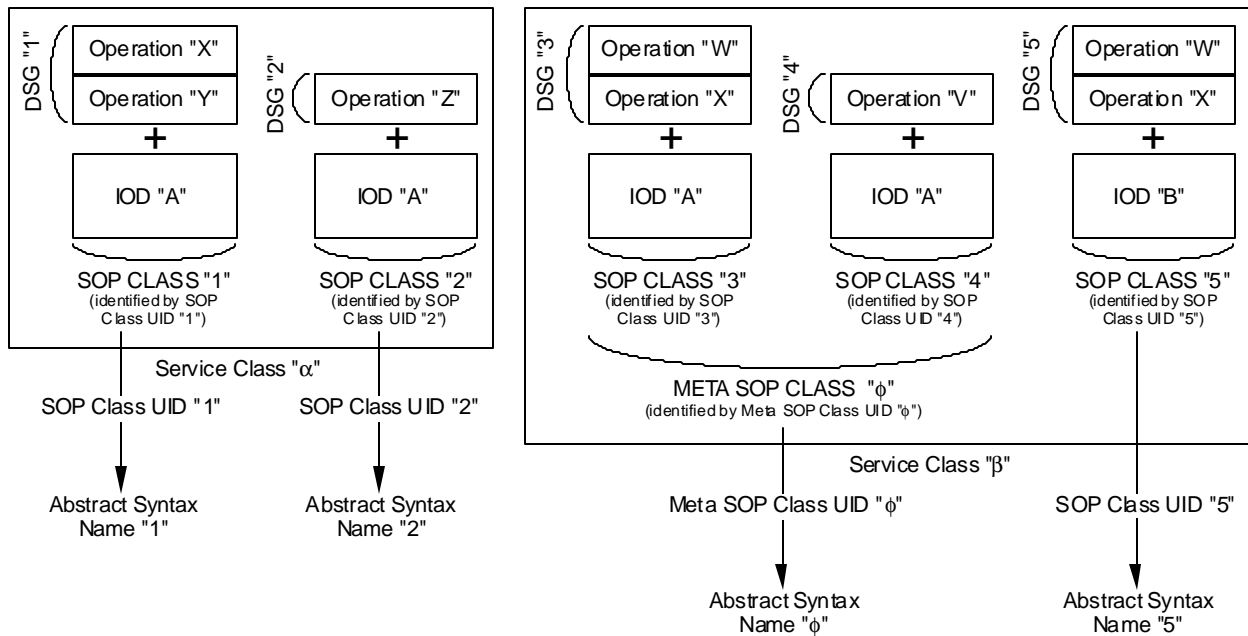 DSG "1"
Operation "X"
Operation "Y"
+
IOD "A"
SOP CLASS "1"
(identified by SOP
Class UID "1")
DSG "2"
Operation "Z"
+
IOD "A"
SOP CLASS "2"
(identified by SOP
Class UID "2")
Service Class "α"
SOP Class UID "1"
SOP Class UID "2"
Abstract Syntax
Name "1"
Abstract Syntax
Name "2"
DSG "3"
Operation "W"
Operation "X"
+
IOD "A"
SOP CLASS "3"
(identified by SOP
Class UID "3")
DSG "4"
Operation "V"
+
IOD "A"
SOP CLASS "4"
(identified by SOP
Class UID "4")
DSG "5"
Operation "W"
Operation "X"
+
IOD "B"
SOP CLASS "5"
(identified by SOP
Class UID "5")
META SOP CLASS "ϕ"
(identified by Meta SOP Class UID "ϕ")
Service Class "β"
Meta SOP Class UID "ϕ"
SOP Class UID "5"
Abstract Syntax
Name "ϕ"
Abstract Syntax
Name "5"